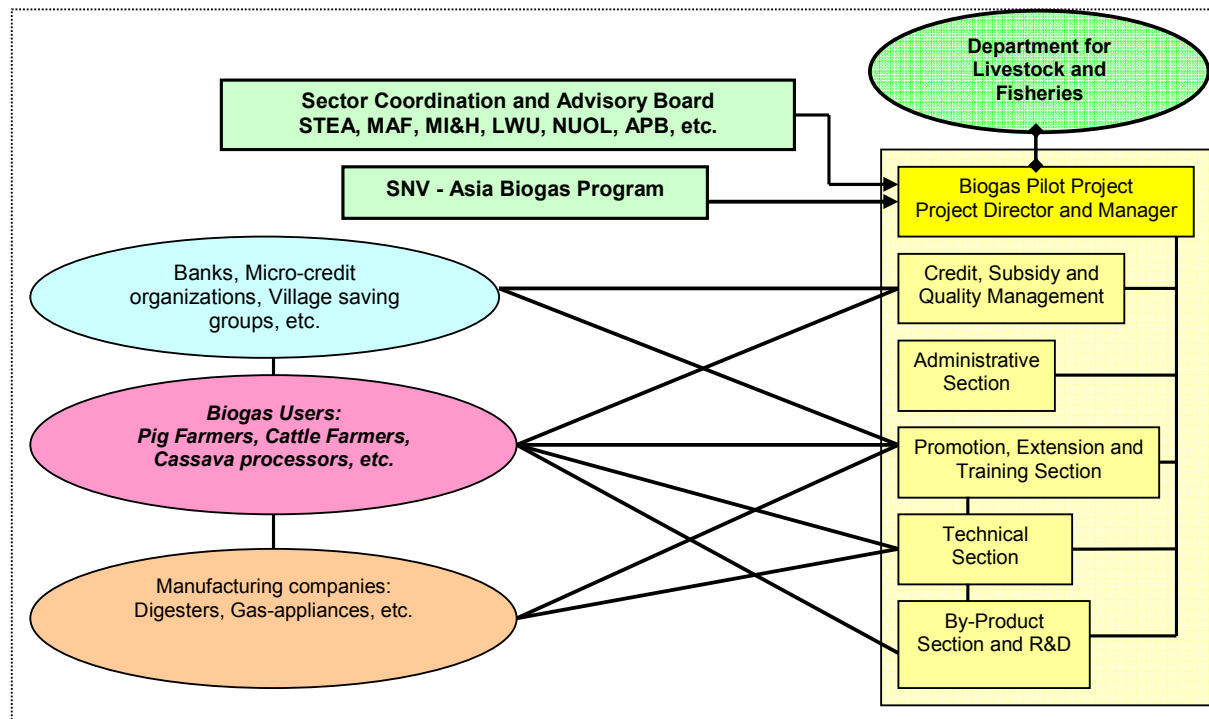 Department for
Livestock and
Fisheries
Sector Coordination and Advisory Board
STEA, MAF, MI&H, LWU, NUOL, APB, etc.
SNV - Asia Biogas Program
Biogas Pilot Project
Project Director and Manager
Banks, Micro-credit
organizations, Village saving
groups, etc.
Credit, Subsidy and
Quality Management
Administrative
Section
Biogas Users:
Pig Farmers, Cattle Farmers,
Cassava processors, etc.
Promotion, Extension and
Training Section
Technical
Section
Manufacturing companies:
Digesters, Gas-appliances, etc.
By-Product
Section and R&D